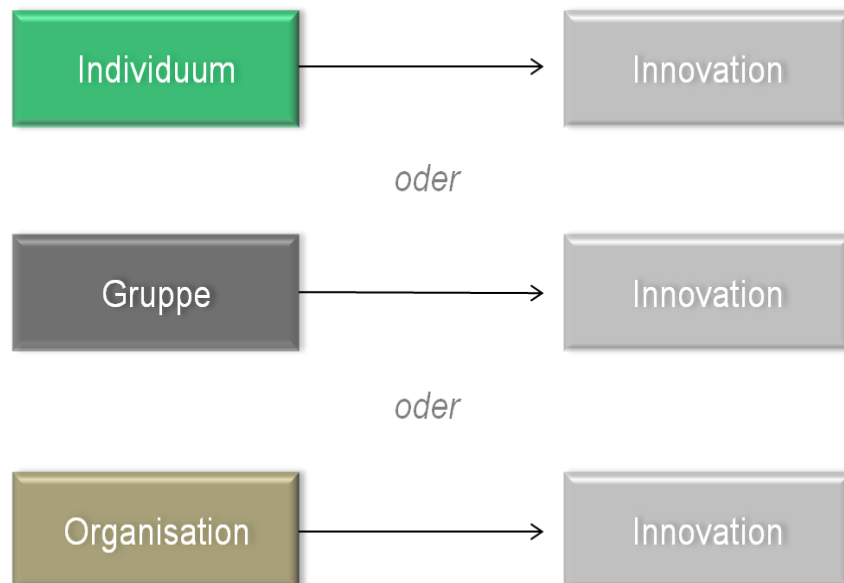 Individuum Innovation
oder
Gruppe Innovation
oder
Organisation Innovation